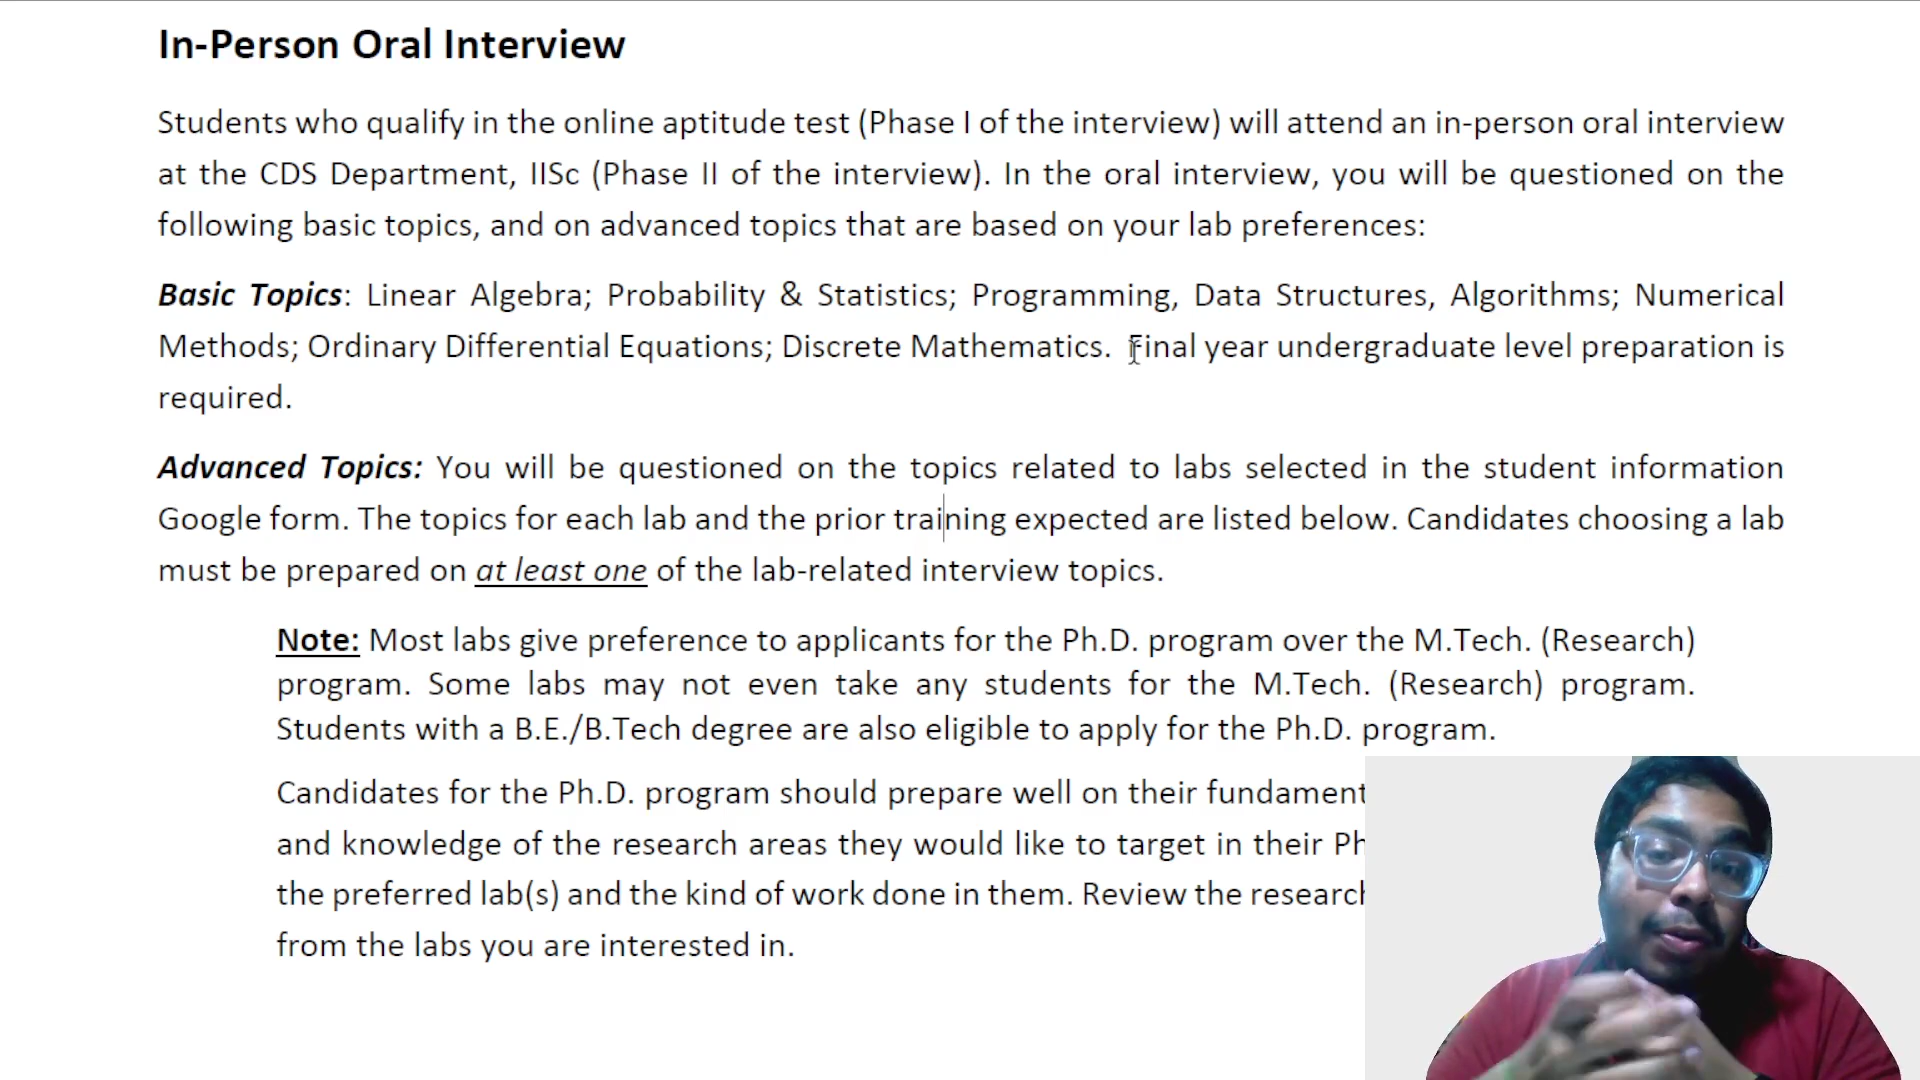 In-Person Oral Interview
Students who qualify in the online aptitude test (Phase I of the interview) will attend an in-person oral interview
at the CDS Department, IISc (Phase II of the interview). In the oral interview, you will be questioned on the
following basic topics, and on advanced topics that are based on your lab preferences:
Basic Topics: Linear Algebra; Probability & Statistics; Programming, Data Structures, Algorithms; Numerical
Methods; Ordinary Differential Equations; Discrete Mathematics. Final year undergraduate level preparation is
required.
Advanced Topics: You will be questioned on the topics related to labs selected in the student information
Google form. The topics for each lab and the prior training expected are listed below. Candidates choosing a lab
must be prepared on at least one of the lab-related interview topics.
Note: Most labs give preference to applicants for the Ph.D. program over the M.Tech. (Research)
program. Some labs may not even take any students for the M.Tech. (Research) program.
Students with a B.E./B.Tech degree are also eligible to apply for the Ph.D. program.
Candidates for the Ph.D. program should prepare well on their
and knowledge of the research areas they would like to target in their
the preferred lab(s) and the kind of work done in them. Review the
from the labs you are interested in.